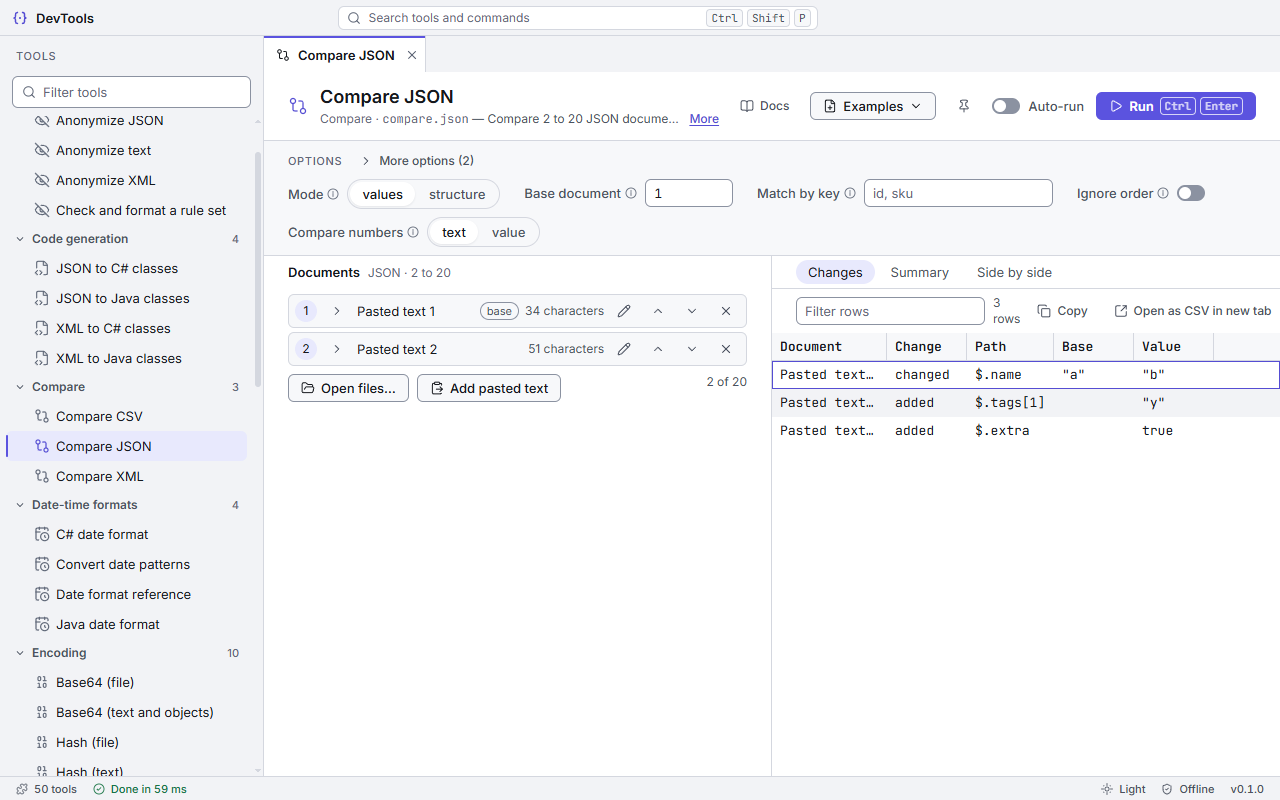 DevTools
Search tools and commands Ctrl Shift P
TOOLS
Filter tools
Anonymize JSON
Anonymize text
Anonymize XML
Check and format a rule set
Code generation 4
JSON to C# classes
JSON to Java classes
XML to C# classes
XML to Java classes
Compare 3
Compare CSV
Compare JSON
Compare XML
Date-time formats 4
C# date format
Convert date patterns
Date format reference
Java date format
Encoding 10
Base64 (file)
Base64 (text and objects)
Hash (file)
Hash (text)
Compare JSON
Compare JSON
Compare · compare.json — Compare 2 to 20 JSON docume… More
Docs
Examples
Auto-run
Run Ctrl Enter
OPTIONS More options (2)
Mode values structure
Base document 1
Match by key id, sku
Ignore order
Compare numbers text value
Documents JSON · 2 to 20
1 Pasted text 1 base 34 characters
2 Pasted text 2 51 characters
Open files... Add pasted text 2 of 20
Changes Summary Side by side
Filter rows 3 rows Copy Open as CSV in new tab
Document Change Path Base Value
Pasted text… changed $.name "a" "b"
Pasted text… added $.tags[1] "y"
Pasted text… added $.extra true
50 tools Done in 59 ms
Light Offline v0.1.0